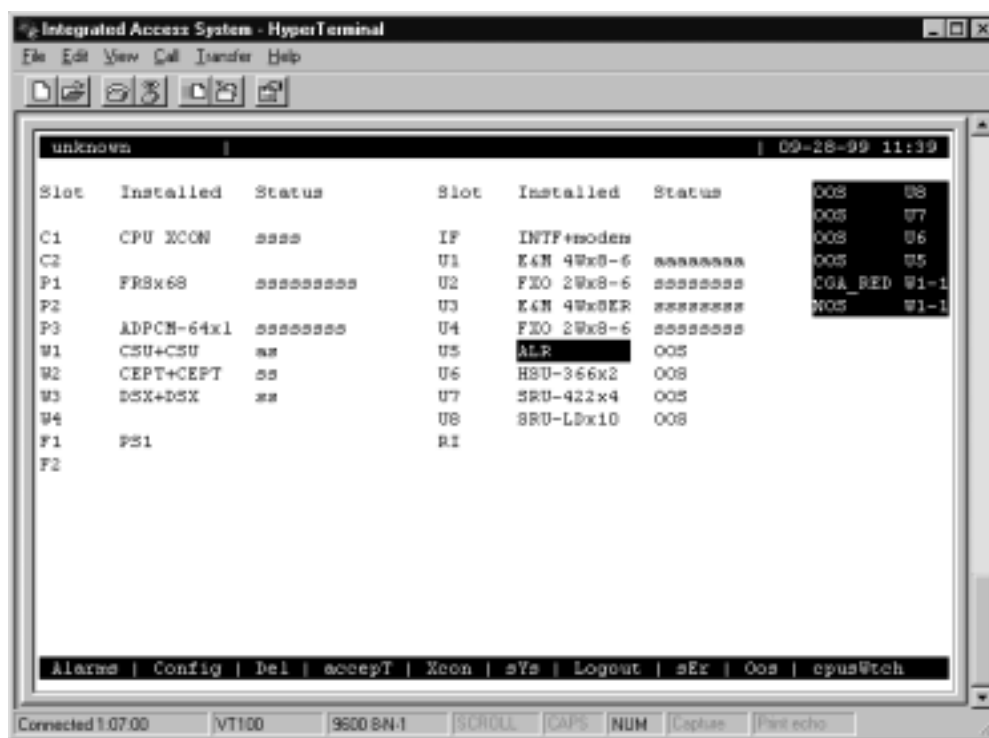 Integrated Access System - HyperTerminal
File Edit View Call Transfer Help
unknown | | 09-28-99 11:39
Slot Installed Status Slot Installed Status OOS U8
OOS U7
C1 CPU XCON ssss IF INTF+modem OOS U6
C2 U1 E&M 4Wx8-6 OOS U5
P1 FR8x68 sssssssss U2 FXO 2Wx8-6 ssssssss CGA_RED W1-1
P2 U3 E&M 4Wx8ER ssssssss NOS W1-1
P3 ADPCM-64x1 ssssssss U4 FXO 2Wx8-6 ssssssss
W1 CSU+CSU U5 ALR OOS
W2 CEPT+CEPT ss U6 HSU-366x2 OOS
W3 DSX+DSX ss U7 SRU-422x4 OOS
W4 U8 SRU-LDx10 OOS
F1 PS1 RI
F2
Alarms | Config | Del | accepT | Xcon | sYs | Logout | sEr | Oos | cpusWtch
Connected 1:07:00 VT100 9600 8-N-1 SCROLL CAPS NUM Capture Print echo